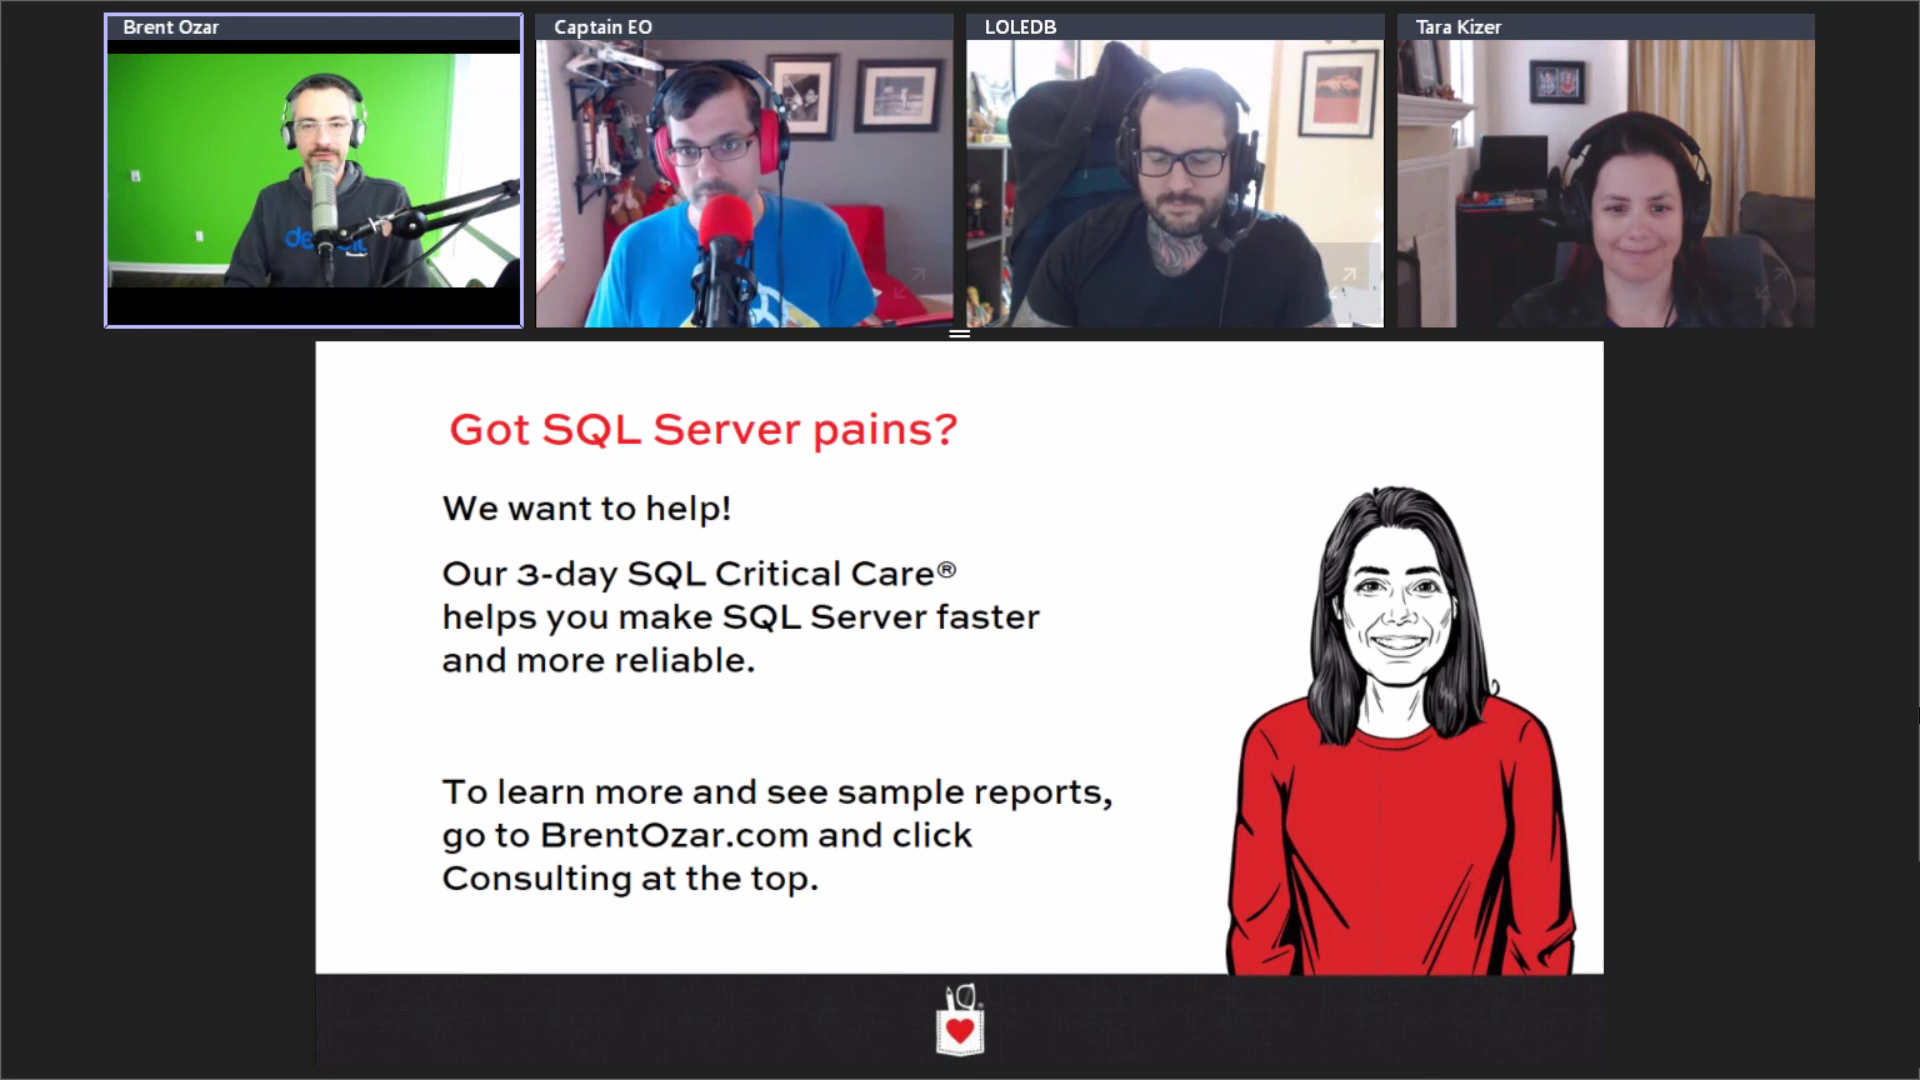 Brent Ozar
Captain EO
LOLEDB
Tara Kizer
Got SQL Server pains?
We want to help!
Our 3-day SQL Critical Care®
helps you make SQL Server faster
and more reliable.
To learn more and see sample reports,
go to BrentOzar.com and click
Consulting at the top.